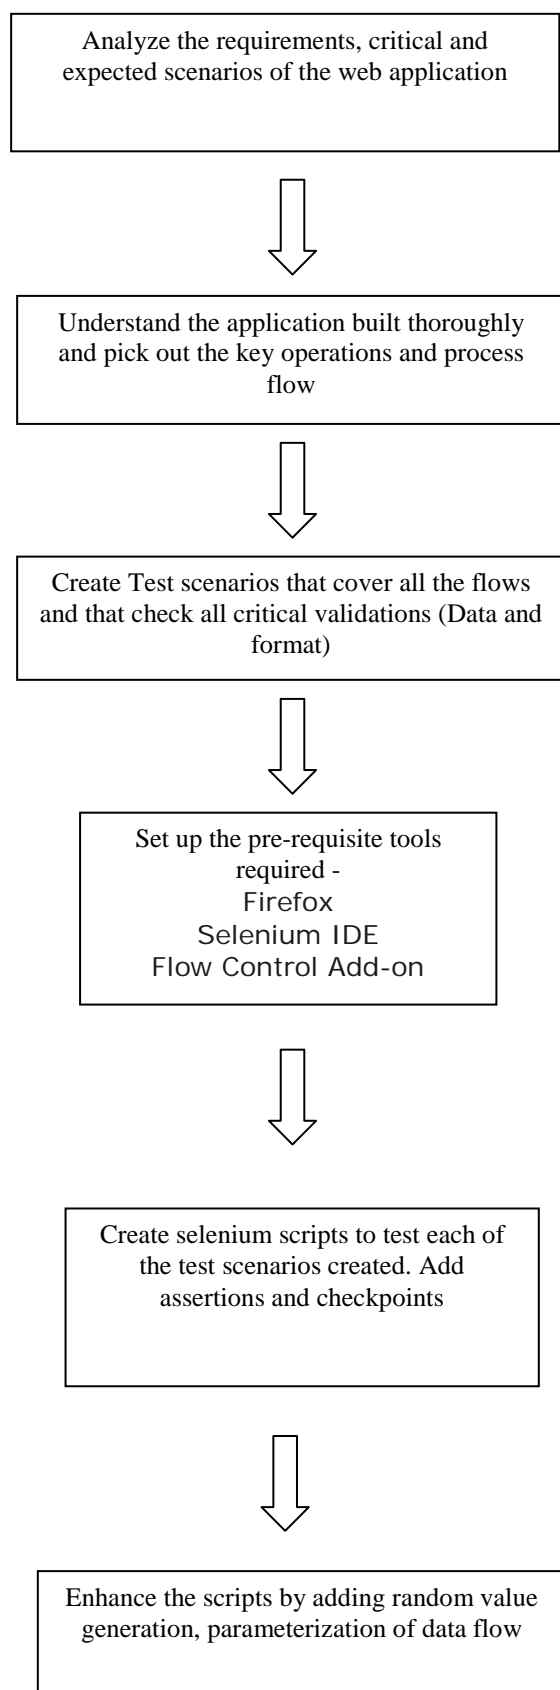 Analyze the requirements, critical and
expected scenarios of the web application
Understand the application built thoroughly
and pick out the key operations and process
flow
Create Test scenarios that cover all the flows
and that check all critical validations (Data and
format)
Set up the pre-requisite tools
required -
Firefox
Selenium IDE
Flow Control Add-on
Create selenium scripts to test each of
the test scenarios created. Add
assertions and checkpoints
Enhance the scripts by adding random value
generation, parameterization of data flow